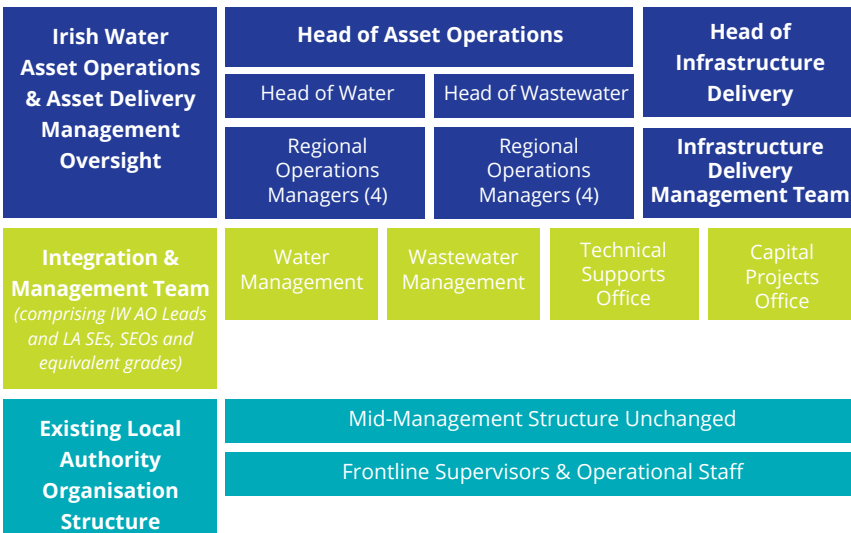 Irish Water
Asset Operations
& Asset Delivery
Management
Oversight
Head of Asset Operations
Head of Water
Head of Wastewater
Regional
Operations
Managers (4)
Regional
Operations
Managers (4)
Head of
Infrastructure
Delivery
Infrastructure
Delivery
Management Team
Integration &
Management Team
(comprising IW AO Leads
and LA SEs, SEOs and
equivalent grades)
Water
Management
Wastewater
Management
Technical
Supports
Office
Capital
Projects
Office
Existing Local
Authority
Organisation
Structure
Mid-Management Structure Unchanged
Frontline Supervisors & Operational Staff